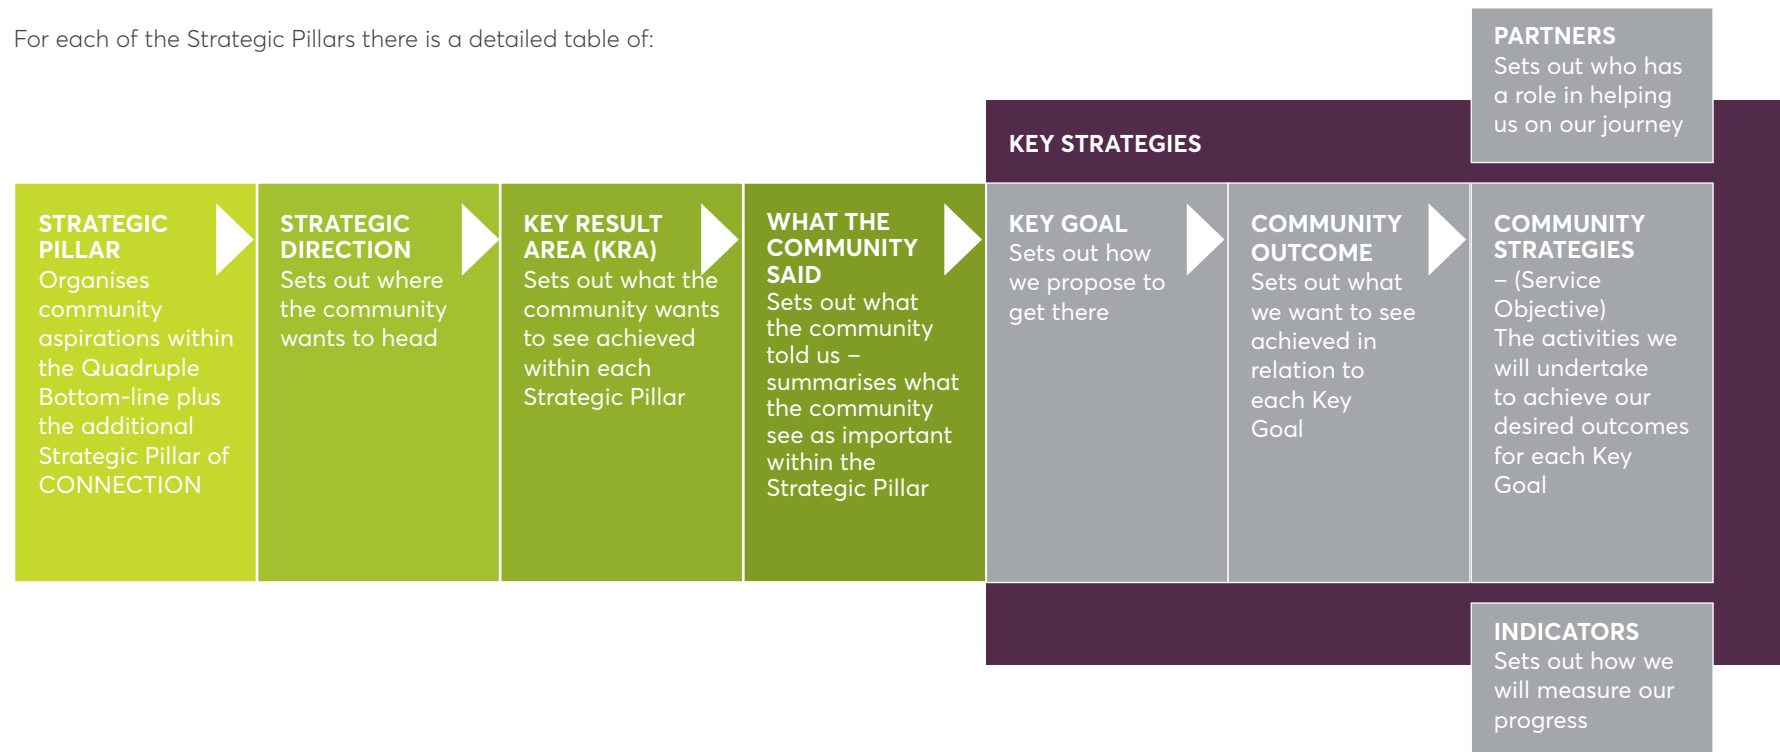 For each of the Strategic Pillars there is a detailed table of:
PARTNERS
Sets out who has
a role in helping
us on our journey
KEY STRATEGIES
STRATEGIC
PILLAR
Organises
community
aspirations within
the Quadruple
Bottom-line plus
the additional
Strategic Pillar of
CONNECTION
STRATEGIC
DIRECTION
Sets out where
the community
wants to head
KEY RESULT
AREA (KRA)
Sets out what the
community wants
to see achieved
within each
Strategic Pillar
WHAT THE
COMMUNITY
SAID
Sets out what
the community
told us –
summarises what
the community
see as important
within the
Strategic Pillar
KEY GOAL
Sets out how
we propose to
get there
COMMUNITY
OUTCOME
Sets out what
we want to see
achieved in
relation to
each Key
Goal
COMMUNITY
STRATEGIES
– (Service
Objective)
The activities we
will undertake
to achieve our
desired outcomes
for each Key
Goal
INDICATORS
Sets out how we
will measure our
progress